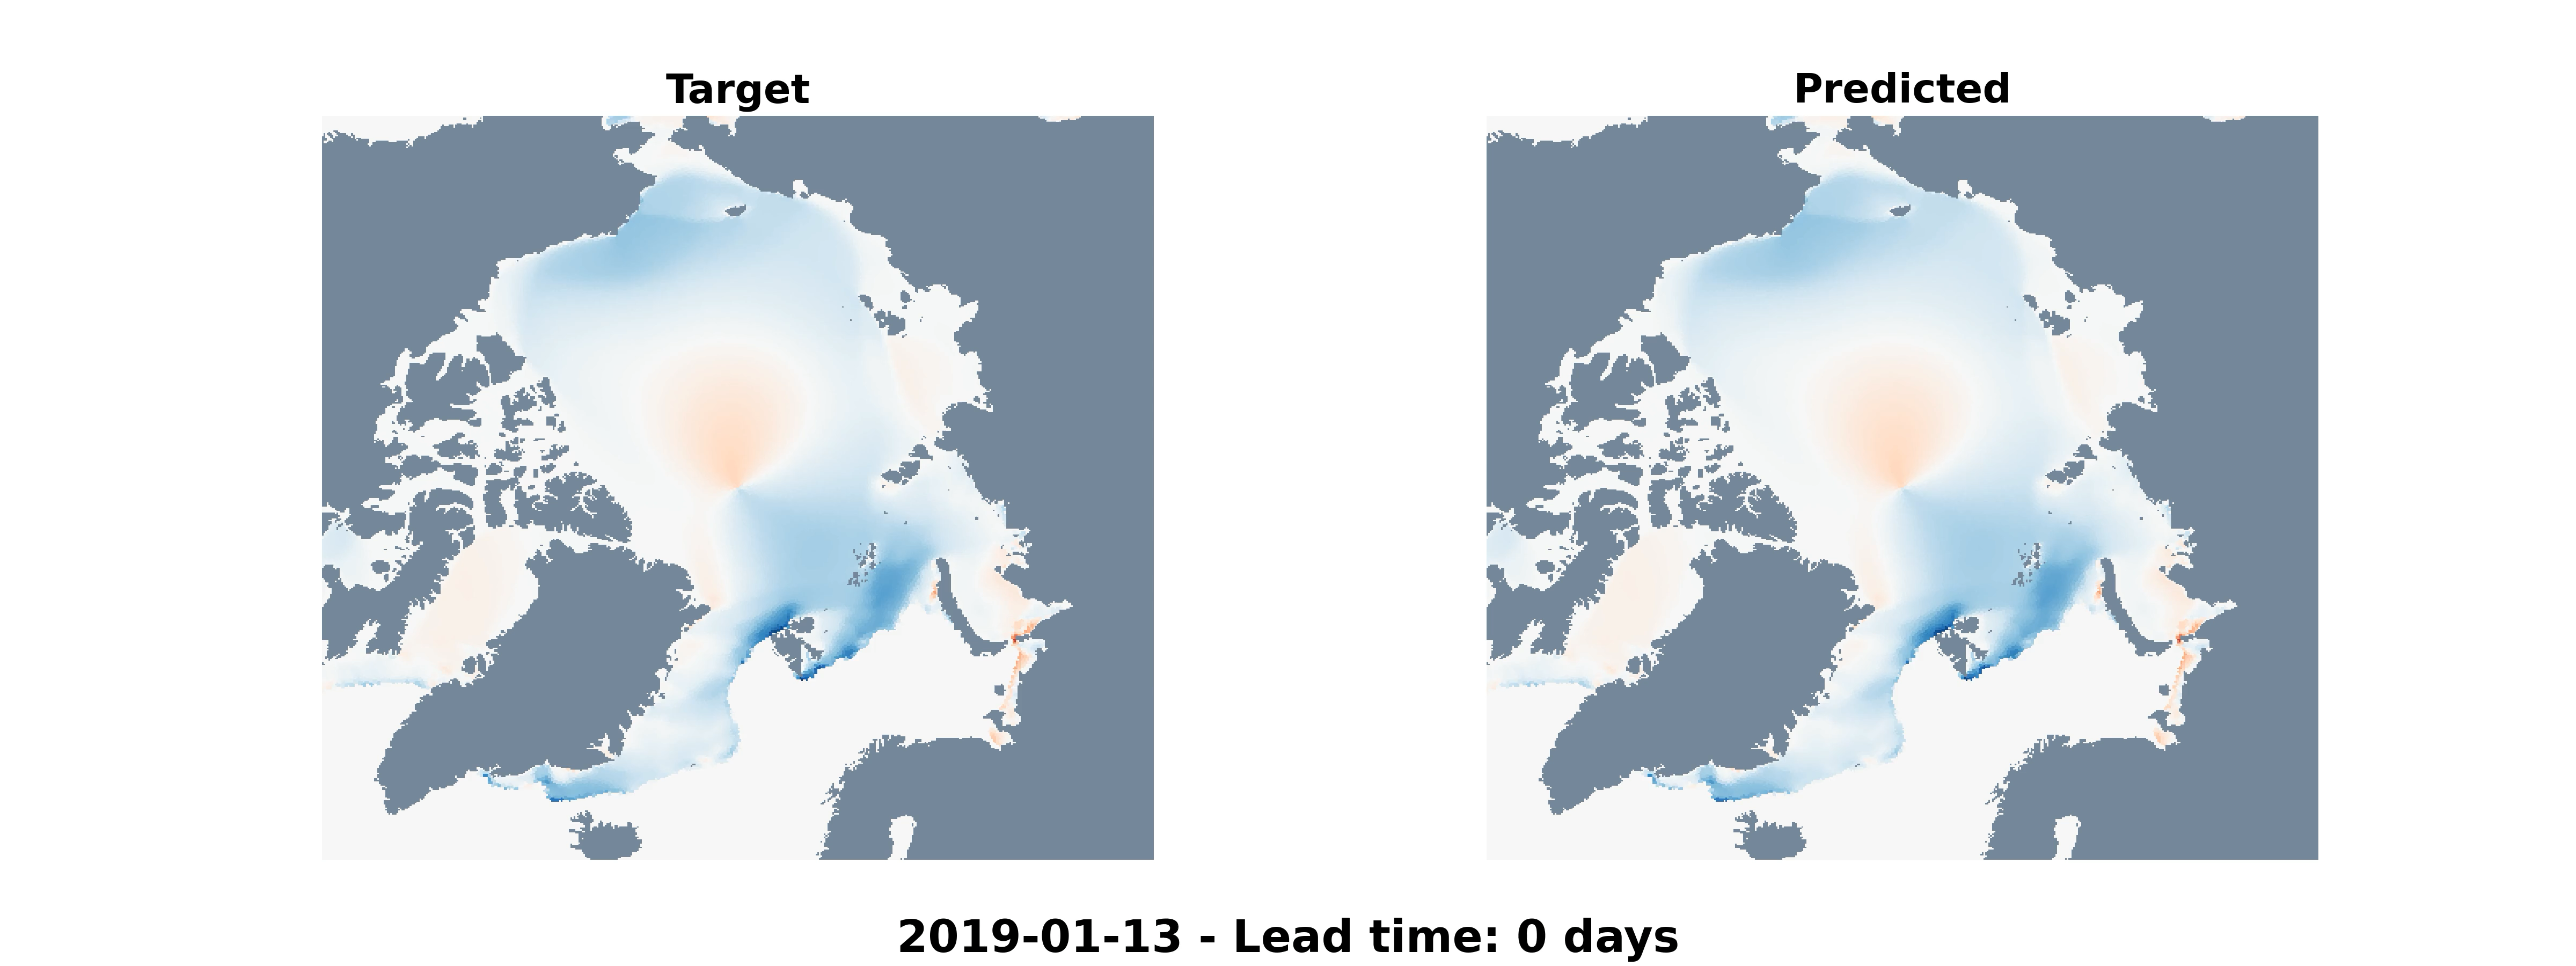 Target
Predicted
2019-01-13 - Lead time: 0 days